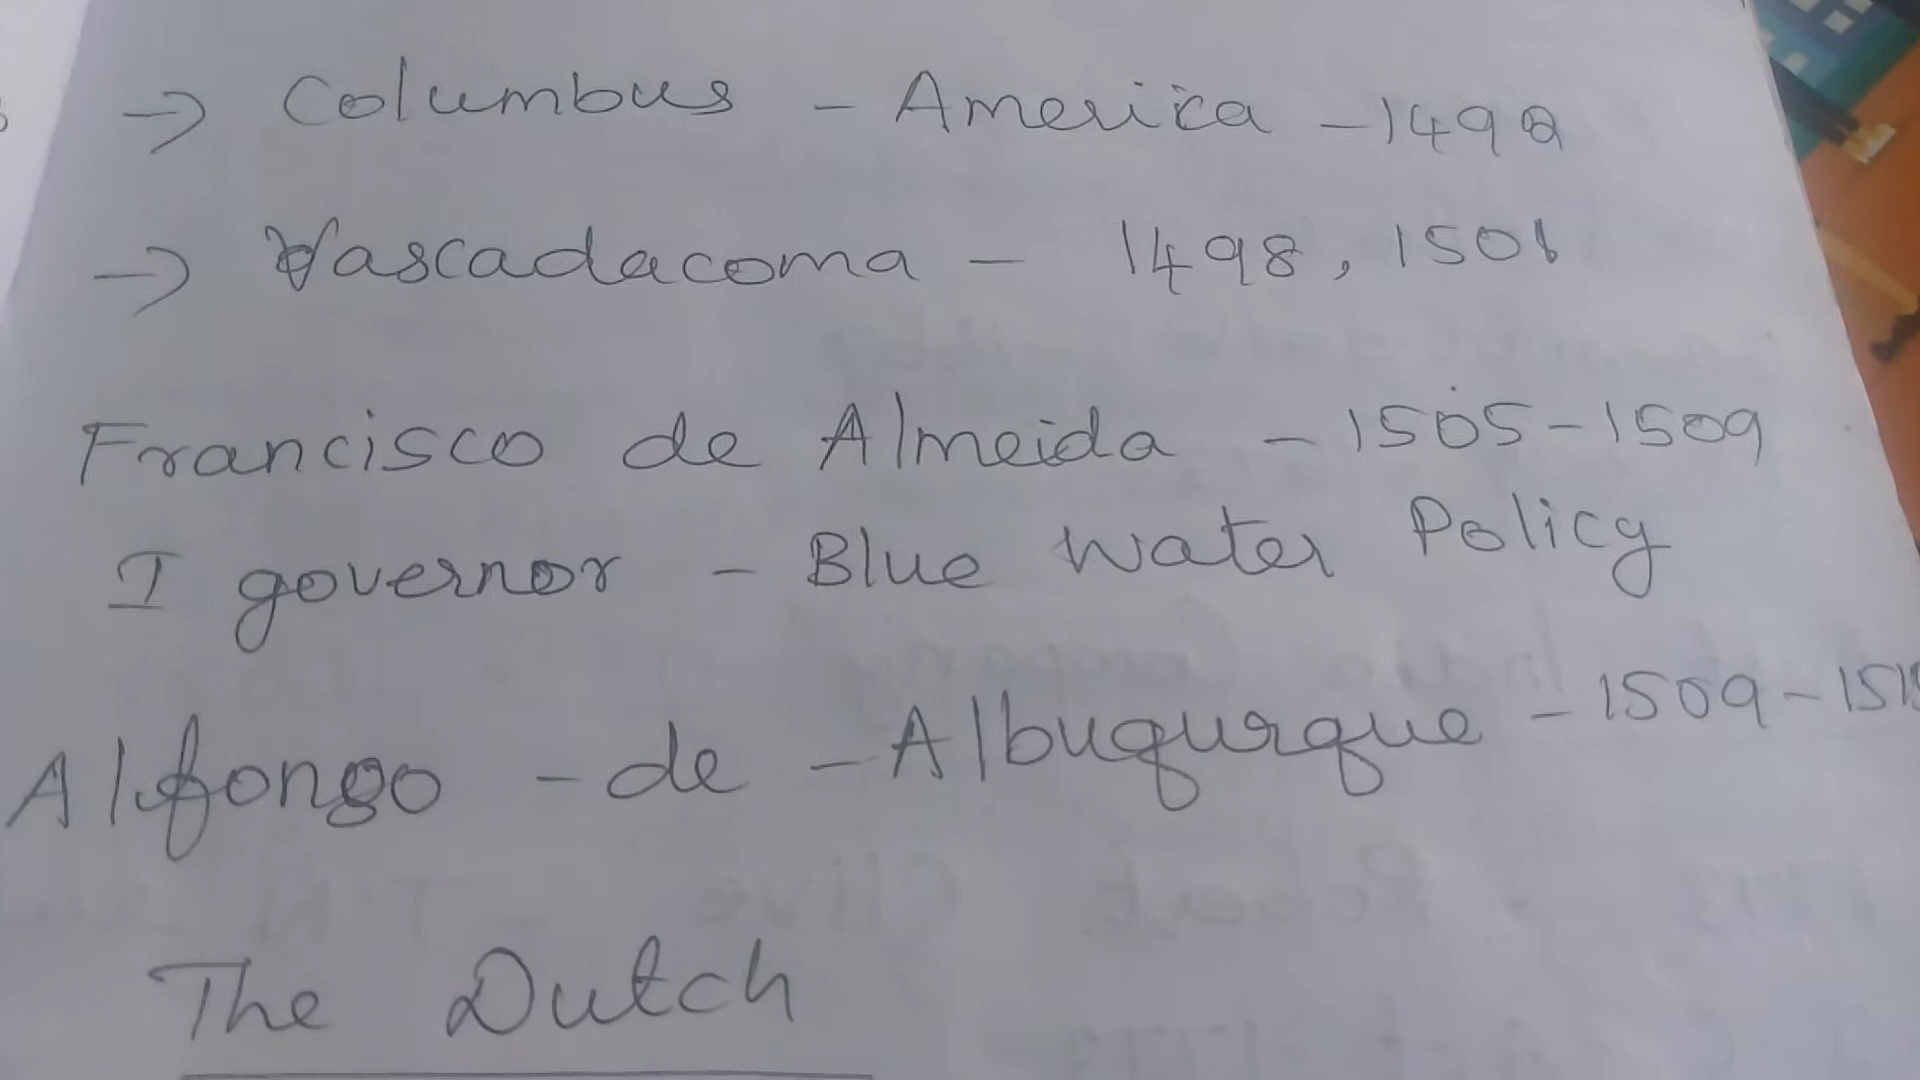 → Columbus - America - 1492
→ Vascadacoma - 1498, 1501
Francisco de Almeida - 1505-1509
I governor - Blue Water Policy
Alfongo - de - Albuqurque - 1509-1515
The Dutch